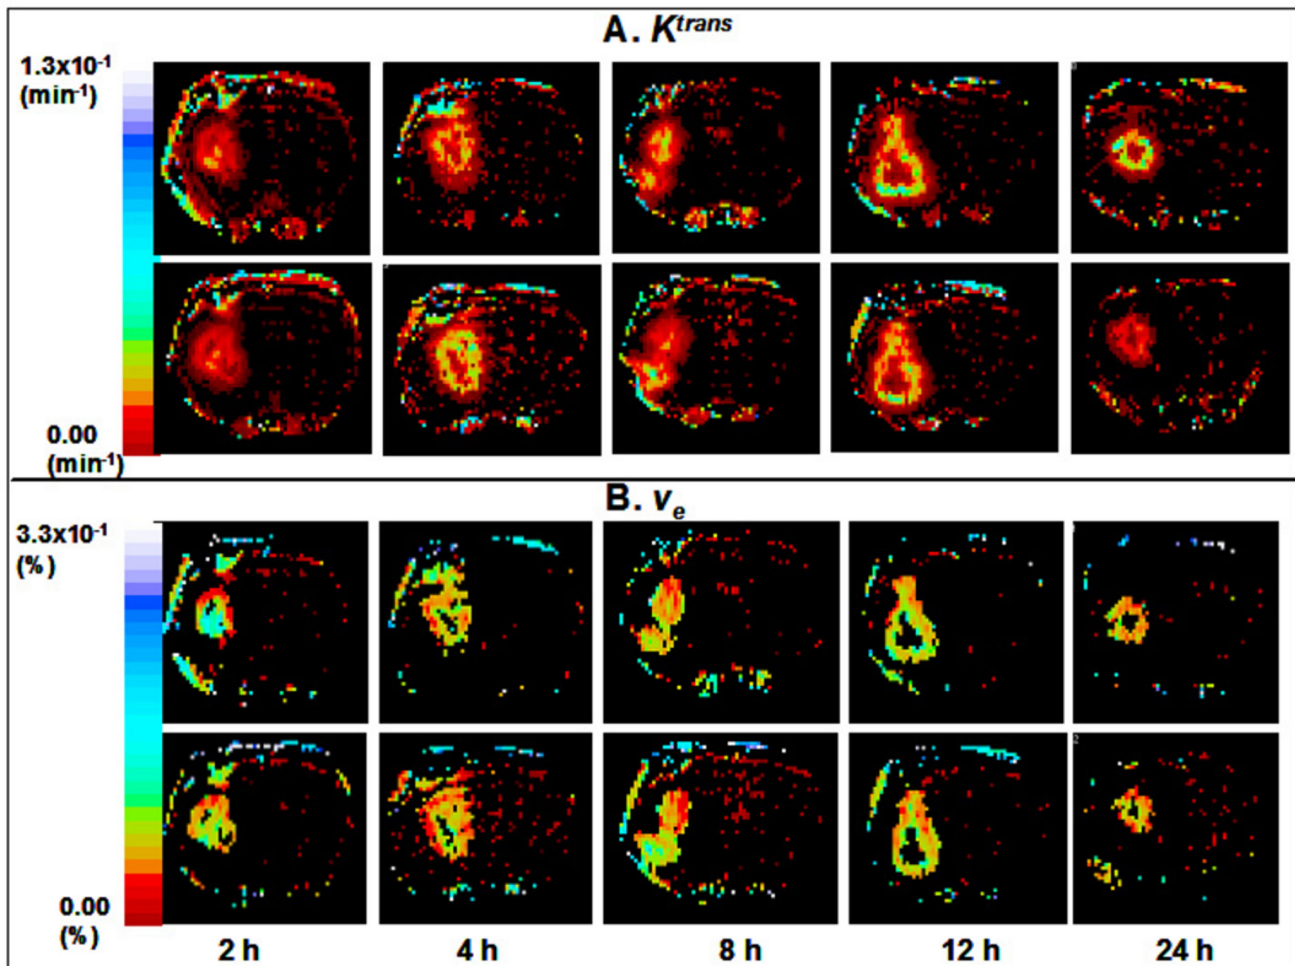 A. Ktrans
1.3x10⁻¹
(min⁻¹)
0.00
(min⁻¹)
B. ve
3.3x10⁻¹
(%)
0.00
(%)
2 h 4 h 8 h 12 h 24 h